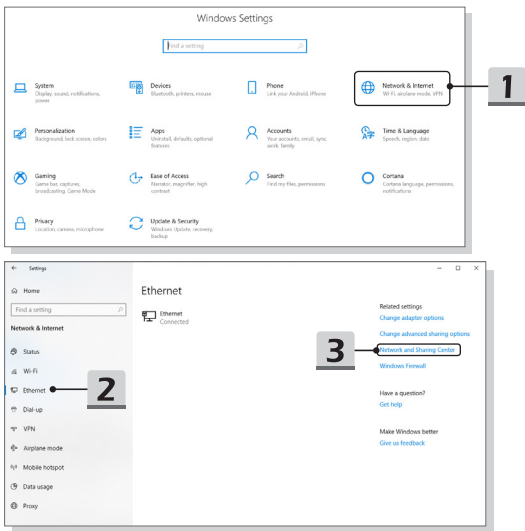 Windows Settings
Find a setting
System
Display, sound, notifications,
power
Devices
Bluetooth, printers, mouse
Phone
Link your Android, iPhone
Network & Internet
Wi-Fi, airplane mode, VPN
1
Personalization
Background, lock screen, colors
Apps
Uninstall, defaults, optional
features
Accounts
Your accounts, email, sync,
work, family
Time & Language
Speech, region, date
Gaming
Game bar, captures,
broadcasting, Game Mode
Ease of Access
Narrator, magnifier, high
contrast
Search
Find my files, permissions
Cortana
Cortana language, permissions,
notifications
Privacy
Location, camera, microphone
Update & Security
Windows Update, recovery,
backup
Settings
Home
Find a setting
Network & Internet
Status
Wi-Fi
Ethernet
2
Dial-up
VPN
Airplane mode
Mobile hotspot
Data usage
Proxy
Ethernet
Ethernet
Connected
Related settings
Change adapter options
Change advanced sharing options
3
Network and Sharing Center
Windows Firewall
Have a question?
Get help
Make Windows better
Give us feedback